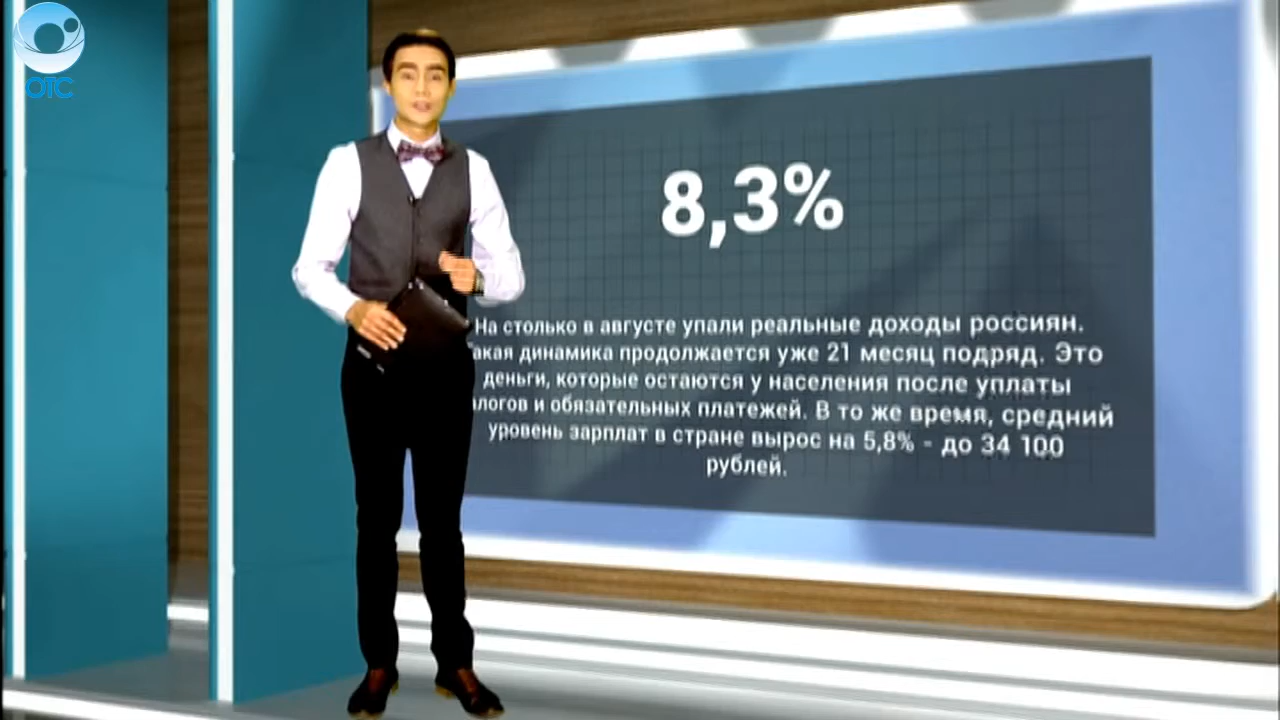 ОТС
8,3%
На столько в августе упали реальные доходы россиян.
динамика продолжается уже 21 месяц подряд. Это
деньги, которые остаются у населения после уплаты
и обязательных платежей. В то же время, средний
уровень зарплат в стране вырос на 5,8% - до 34 100
рублей.